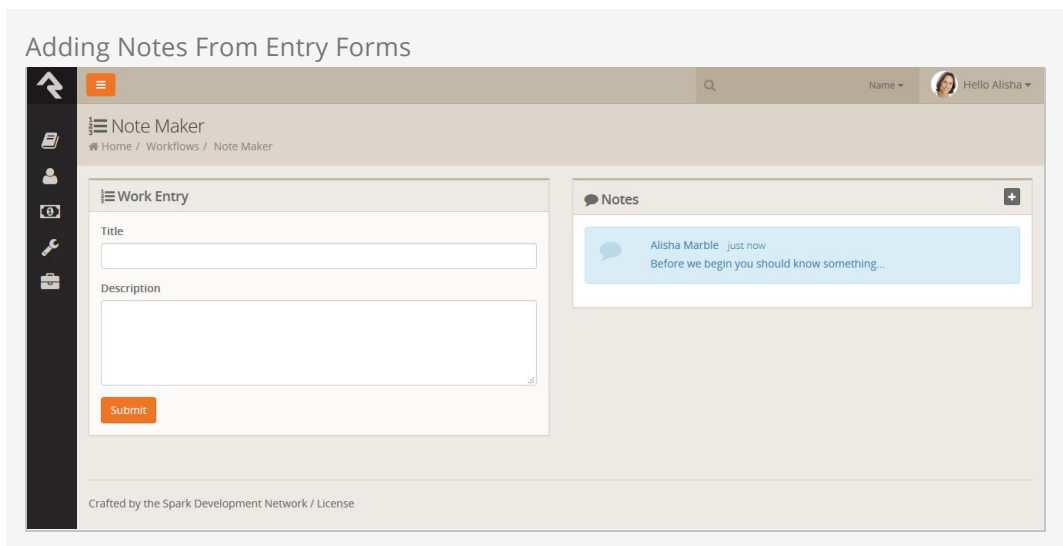 Adding Notes From Entry Forms
Name
Hello Alisha
Note Maker
Home / Workflows / Note Maker
Work Entry
Title
Description
Submit
Notes
Alisha Marble just now
Before we begin you should know something...
Crafted by the Spark Development Network / License